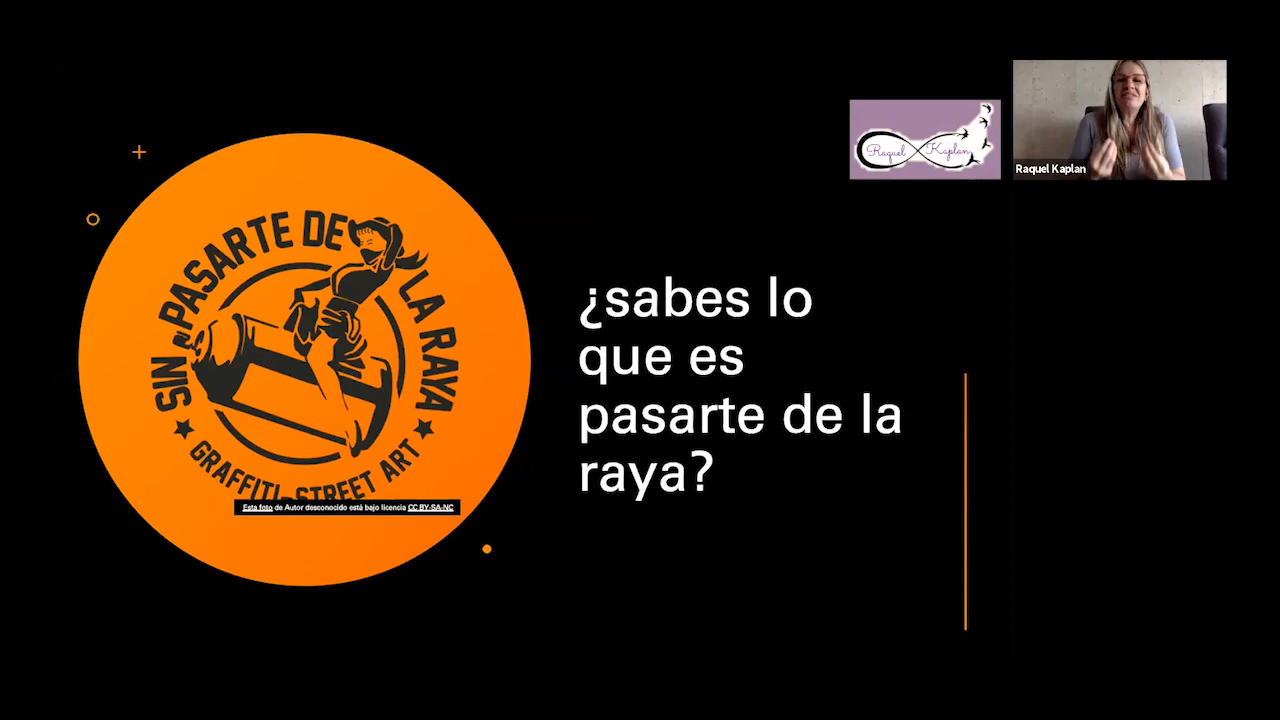 SIN PASARTE DE LA RAYA
GRAFFITI-STREET ART
Esta foto de Autor desconocido está bajo licencia CC BY-SA-NC
¿sabes lo
que es
pasarte de la
raya?
Raquel Kaplan
Raquel Kaplan